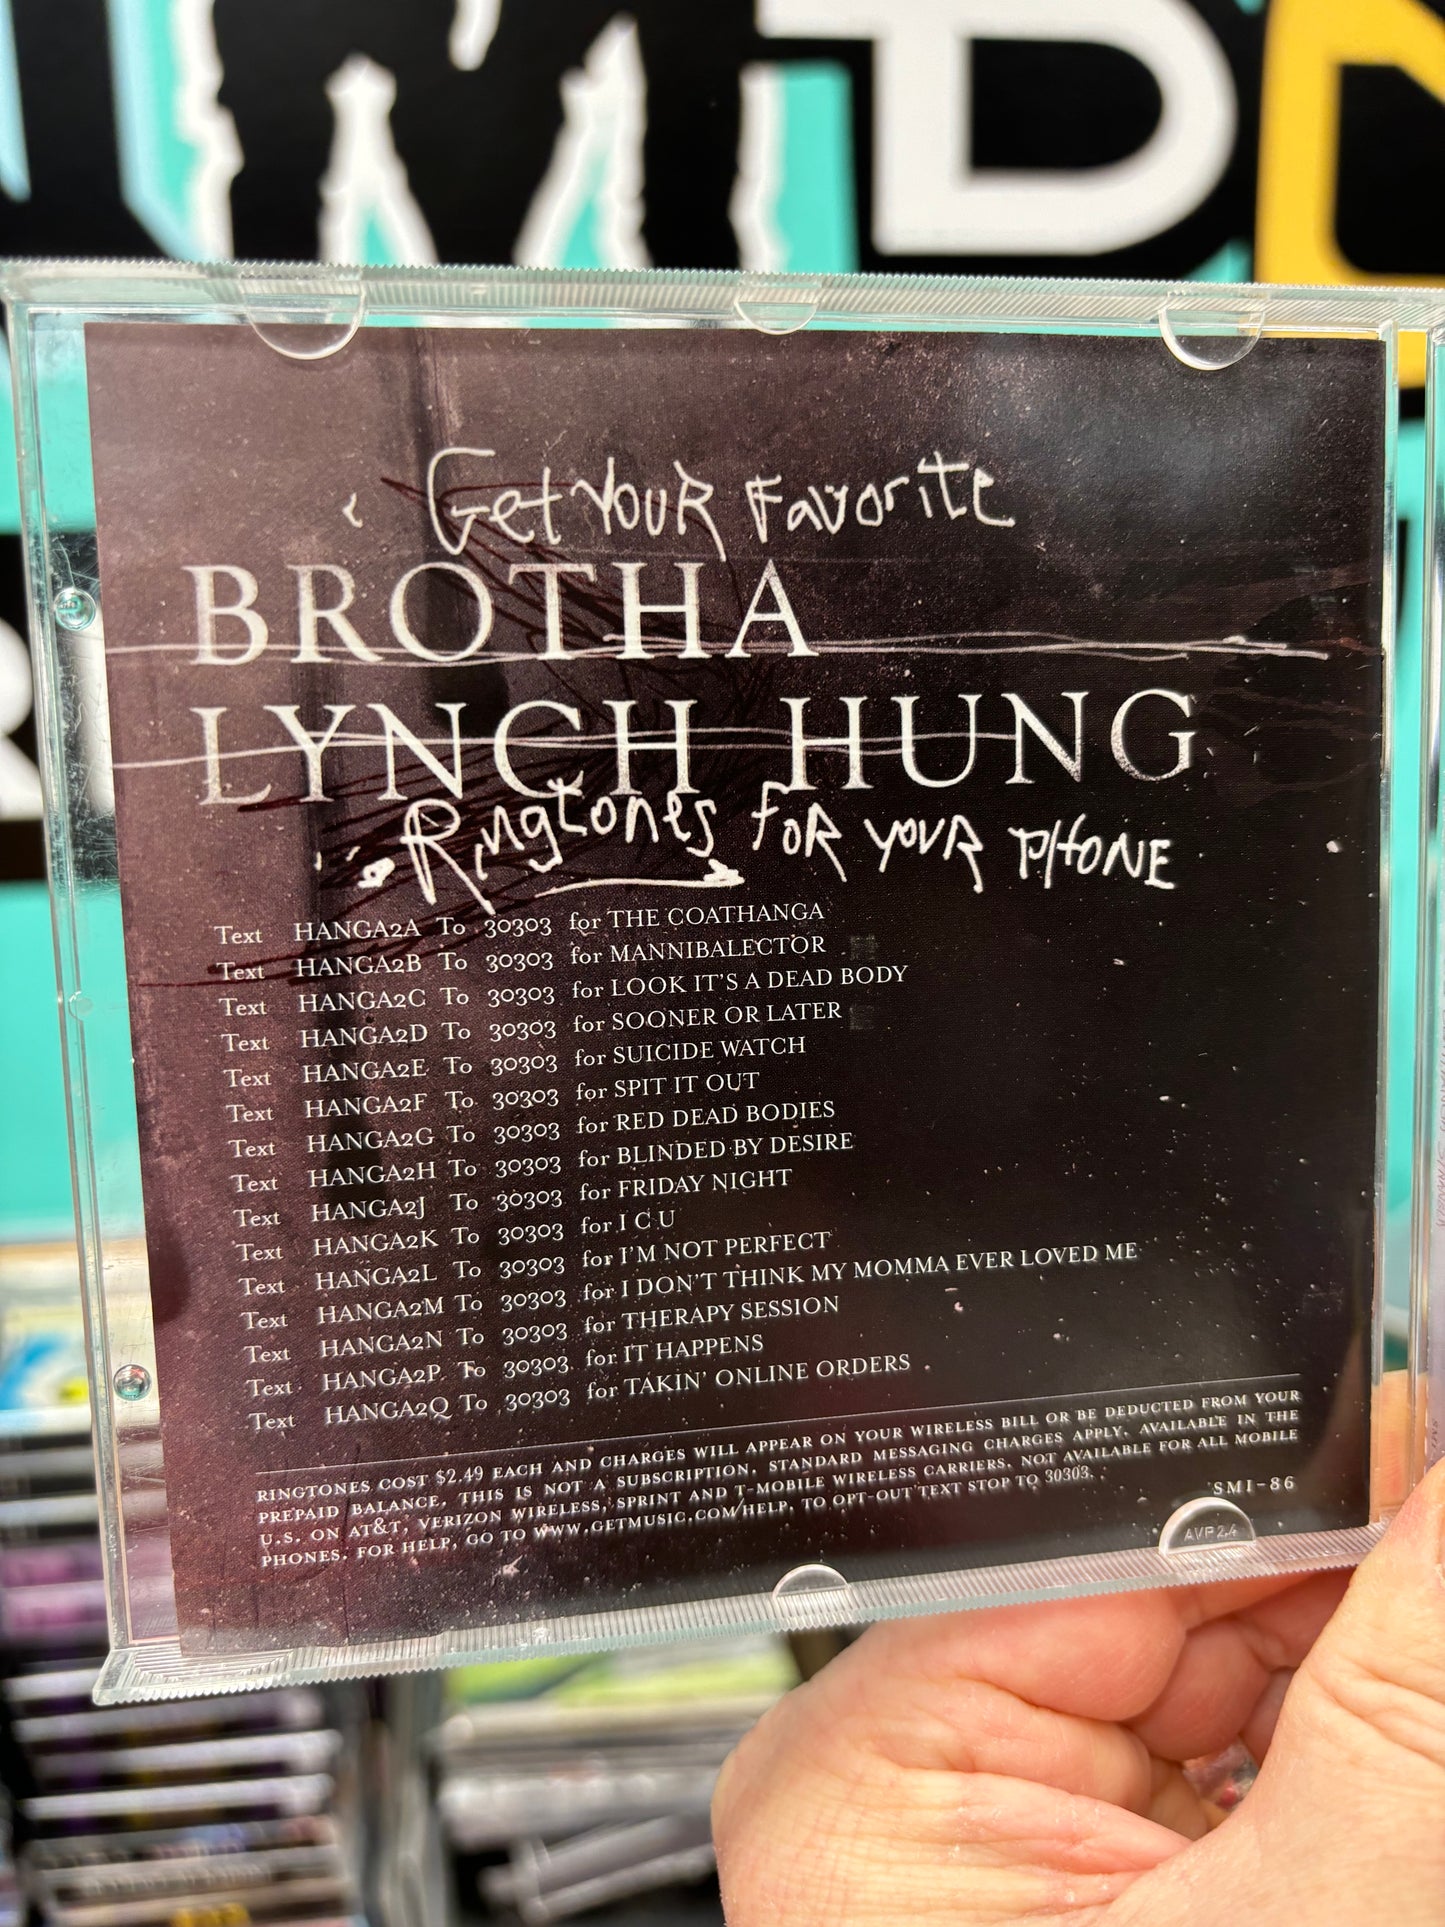 Get YOUR Favorite
BROTHA
LYNCH HUNG
Ringtones FOR YOUR PHONE
Text HANGA2A To 30303 for THE COATHANGA
Text HANGA2B To 30303 for MANNIBALECTOR
Text HANGA2C To 30303 for LOOK IT'S A DEAD BODY
Text HANGA2D To 30303 for SOONER OR LATER
Text HANGA2E To 30303 for SUICIDE WATCH
Text HANGA2F To 30303 for SPIT IT OUT
Text HANGA2G To 30303 for RED DEAD BODIES
Text HANGA2H To 30303 for BLINDED BY DESIRE
Text HANGA2J To 30303 for FRIDAY NIGHT
Text HANGA2K To 30303 for I C U
Text HANGA2L To 30303 for I'M NOT PERFECT
Text HANGA2M To 30303 for I DON'T THINK MY MOMMA EVER LOVED ME
Text HANGA2N To 30303 for THERAPY SESSION
Text HANGA2P To 30303 for IT HAPPENS
Text HANGA2Q To 30303 for TAKIN' ONLINE ORDERS
RINGTONES COST $2.49 EACH AND CHARGES WILL APPEAR ON YOUR WIRELESS BILL OR BE DEDUCTED FROM YOUR
PREPAID BALANCE. THIS IS NOT A SUBSCRIPTION. STANDARD MESSAGING CHARGES APPLY. AVAILABLE IN THE
U.S. ON AT&T, VERIZON WIRELESS, SPRINT AND T-MOBILE WIRELESS CARRIERS. NOT AVAILABLE FOR ALL MOBILE
PHONES. FOR HELP, GO TO WWW.GETMUSIC.COM/HELP. TO OPT-OUT TEXT STOP TO 30303.
SMI-86
AVP2.4